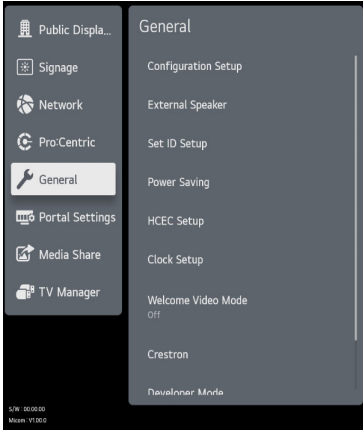 Public Displa...
Signage
Network
Pro:Centric
General
Portal Settings
Media Share
TV Manager
General
Configuration Setup
External Speaker
Set ID Setup
Power Saving
HCEC Setup
Clock Setup
Welcome Video Mode
Off
Crestron
Developer Mode
S/W : 00.00.00
Micom : V1.00.0